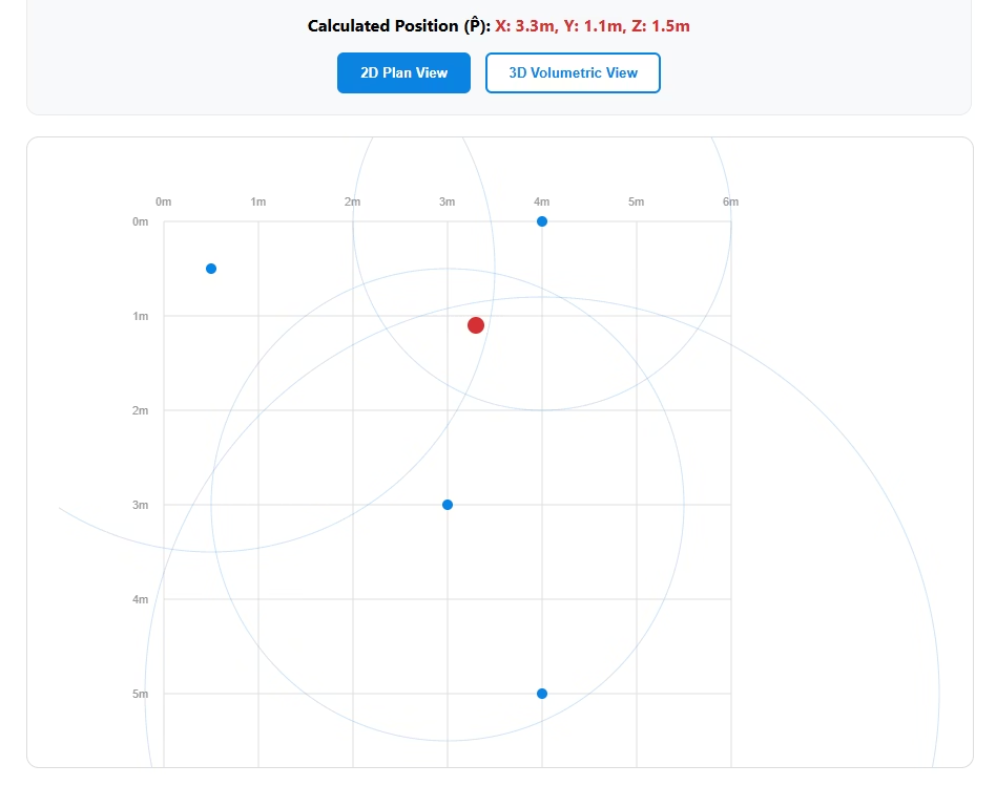 Calculated Position (P̂): X: 3.3m, Y: 1.1m, Z: 1.5m
2D Plan View 3D Volumetric View
0m 1m 2m 3m 4m 5m 6m
0m
1m
2m
3m
4m
5m